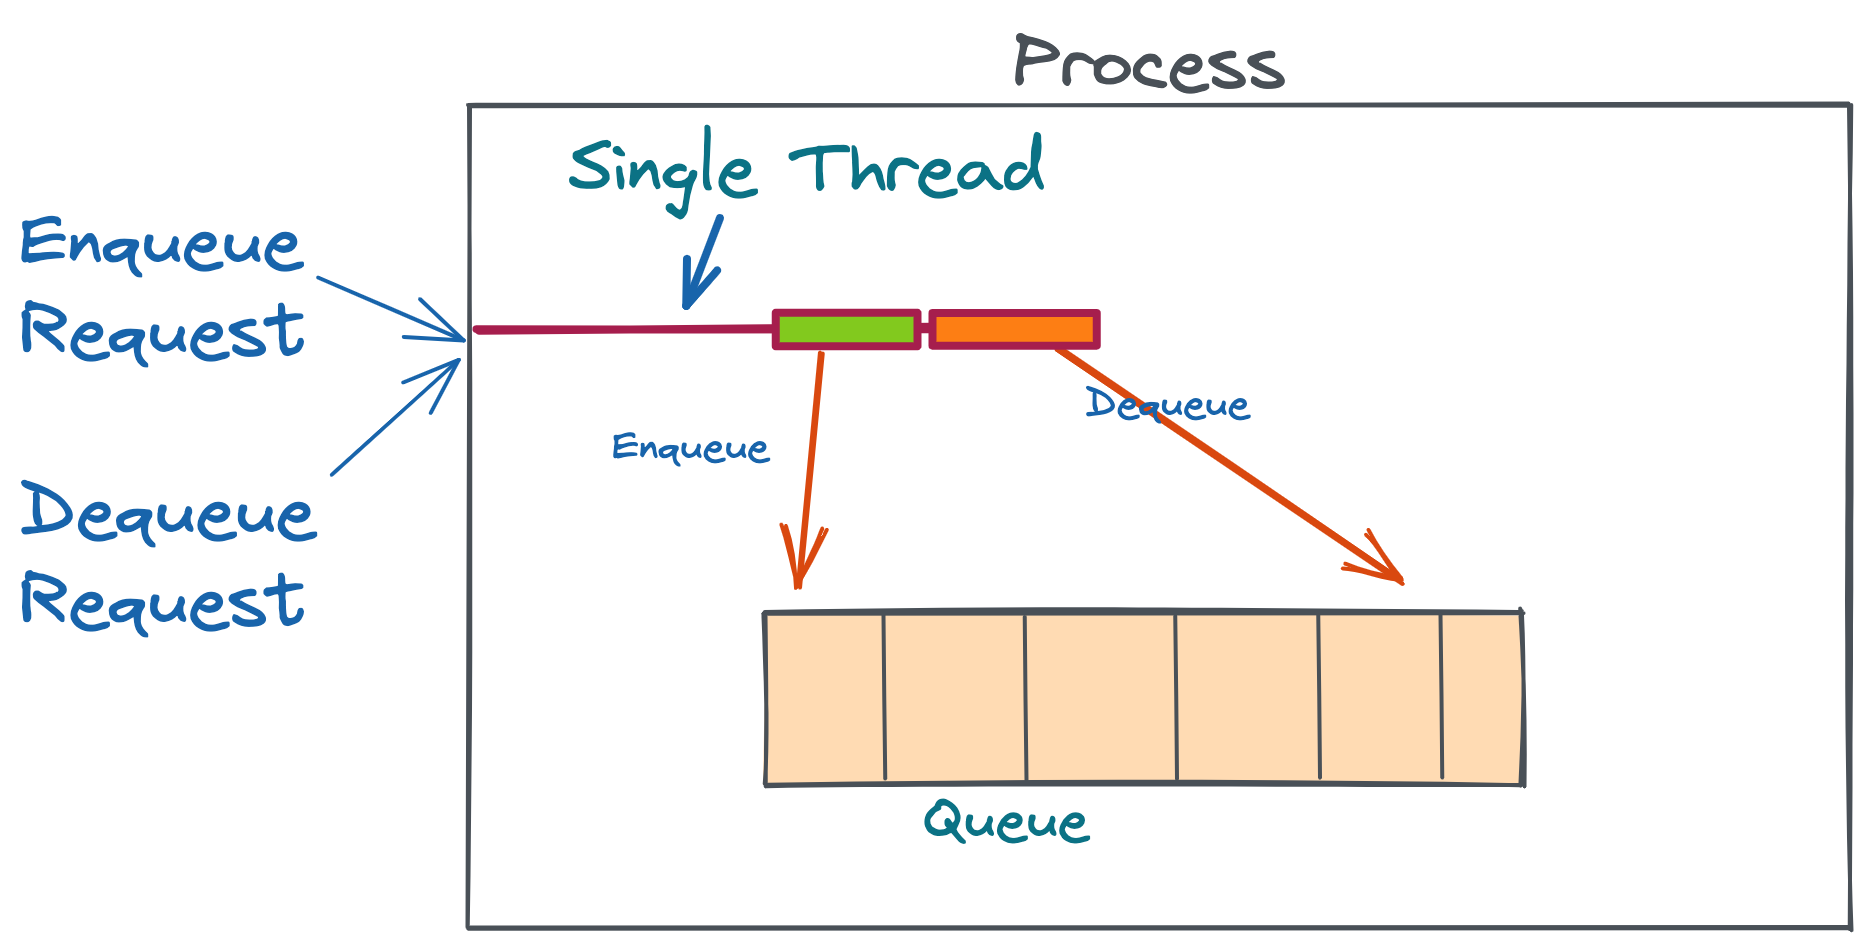 Process
Single Thread
Enqueue
Request
Dequeue
Request
Enqueue
Dequeue
Queue